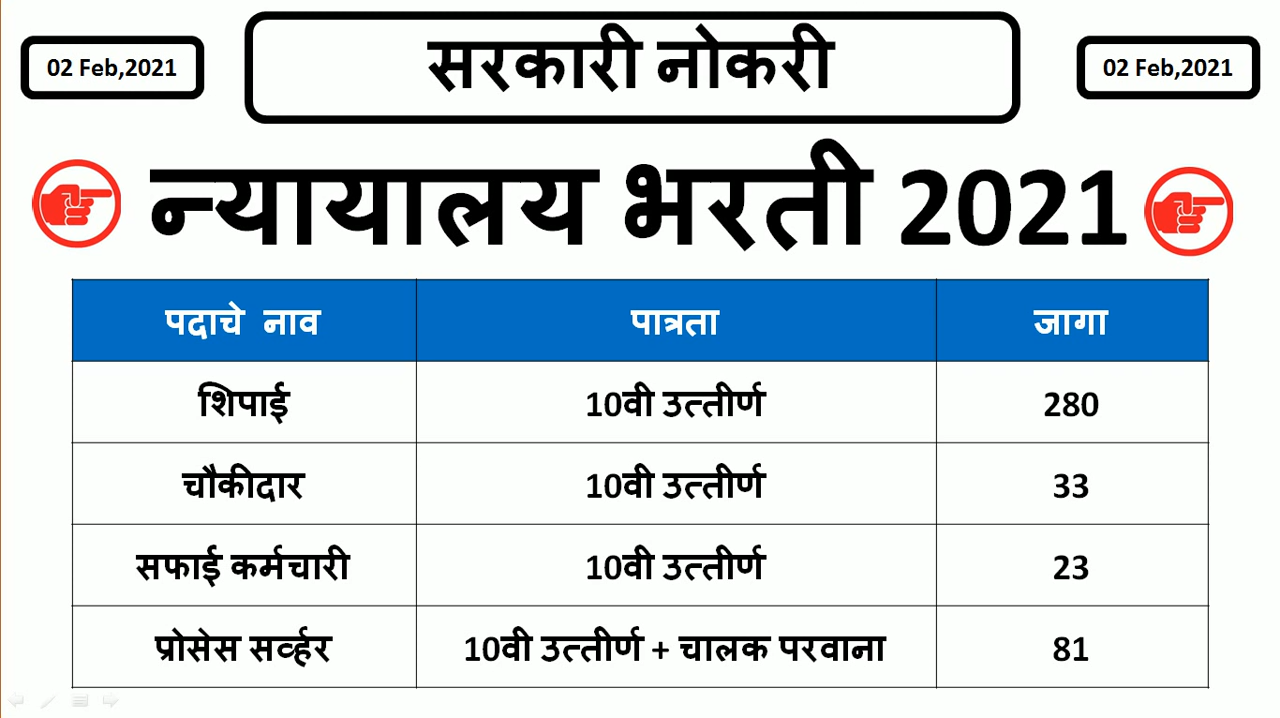 02 Feb,2021
सरकारी नोकरी
02 Feb,2021
न्यायालय भरती 2021
पदाचे नाव पात्रता जागा
शिपाई 10वी उत्तीर्ण 280
चौकीदार 10वी उत्तीर्ण 33
सफाई कर्मचारी 10वी उत्तीर्ण 23
प्रोसेस सर्व्हर 10वी उत्तीर्ण + चालक परवाना 81